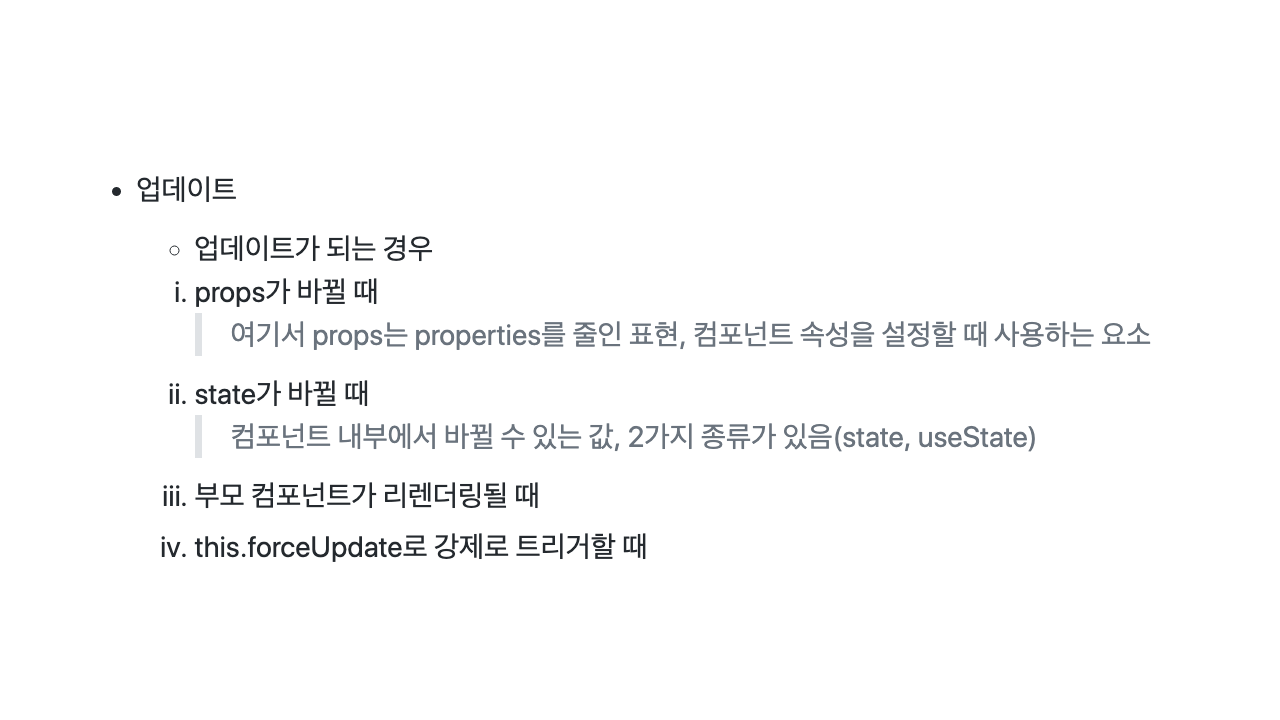 • 업데이트
○ 업데이트가 되는 경우
i. props가 바뀔 때
여기서 props는 properties를 줄인 표현, 컴포넌트 속성을 설정할 때 사용하는 요소
ii. state가 바뀔 때
컴포넌트 내부에서 바뀔 수 있는 값, 2가지 종류가 있음(state, useState)
iii. 부모 컴포넌트가 리렌더링될 때
iv. this.forceUpdate로 강제로 트리거할 때